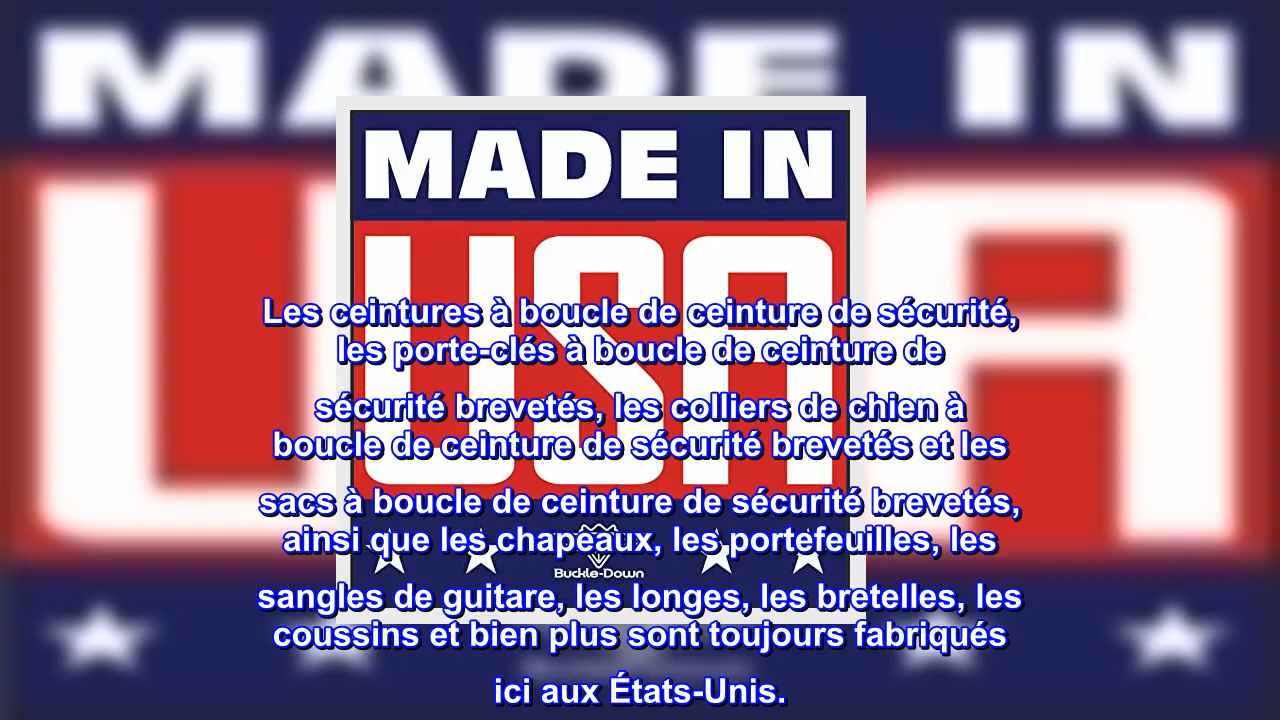 MADE IN
MADE IN
USA
USA
Les ceintures à boucle de ceinture de sécurité,
les porte-clés à boucle de ceinture de
sécurité brevetés, les colliers de chien à
boucle de ceinture de sécurité brevetés et les
sacs à boucle de ceinture de sécurité brevetés,
ainsi que les chapeaux, les portefeuilles, les
Buckle-Down
sangles de guitare, les longes, les bretelles, les
coussins et bien plus sont toujours fabriqués
ici aux États-Unis.